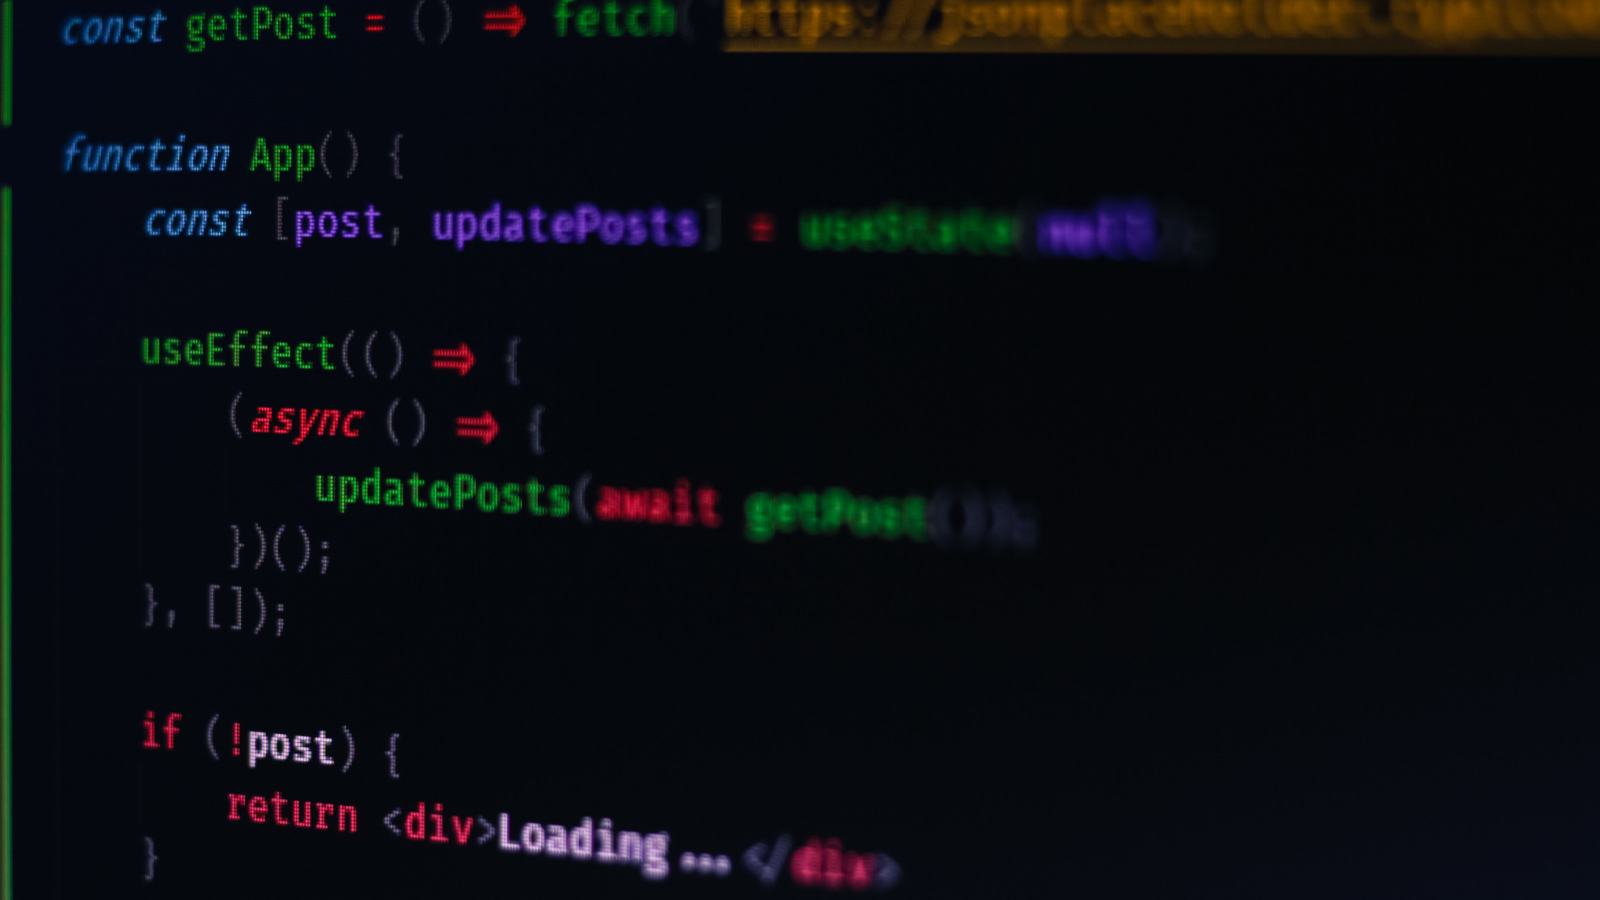 const getPost = () => fetch(
function App() {
const [post, updatePosts] = useState(null);
useEffect(() => {
(async () => {
updatePosts(await getPost());
})();
}, []);
if (!post) {
return <div>Loading...</div>
}